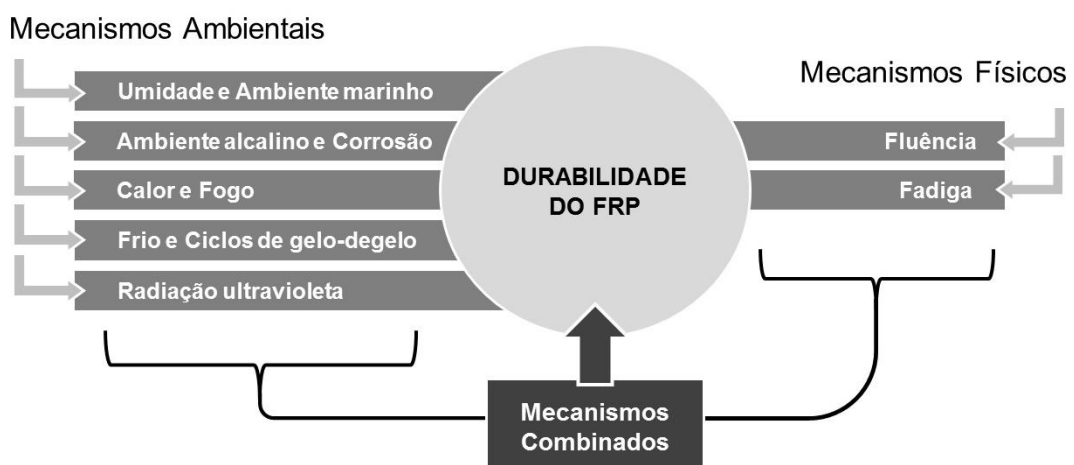 Mecanismos Ambientais
Umidade e Ambiente marinho
Ambiente alcalino e Corrosão
Calor e Fogo
Frio e Ciclos de gelo-degelo
Radiação ultravioleta
DURABILIDADE
DO FRP
Mecanismos Físicos
Fluência
Fadiga
Mecanismos
Combinados